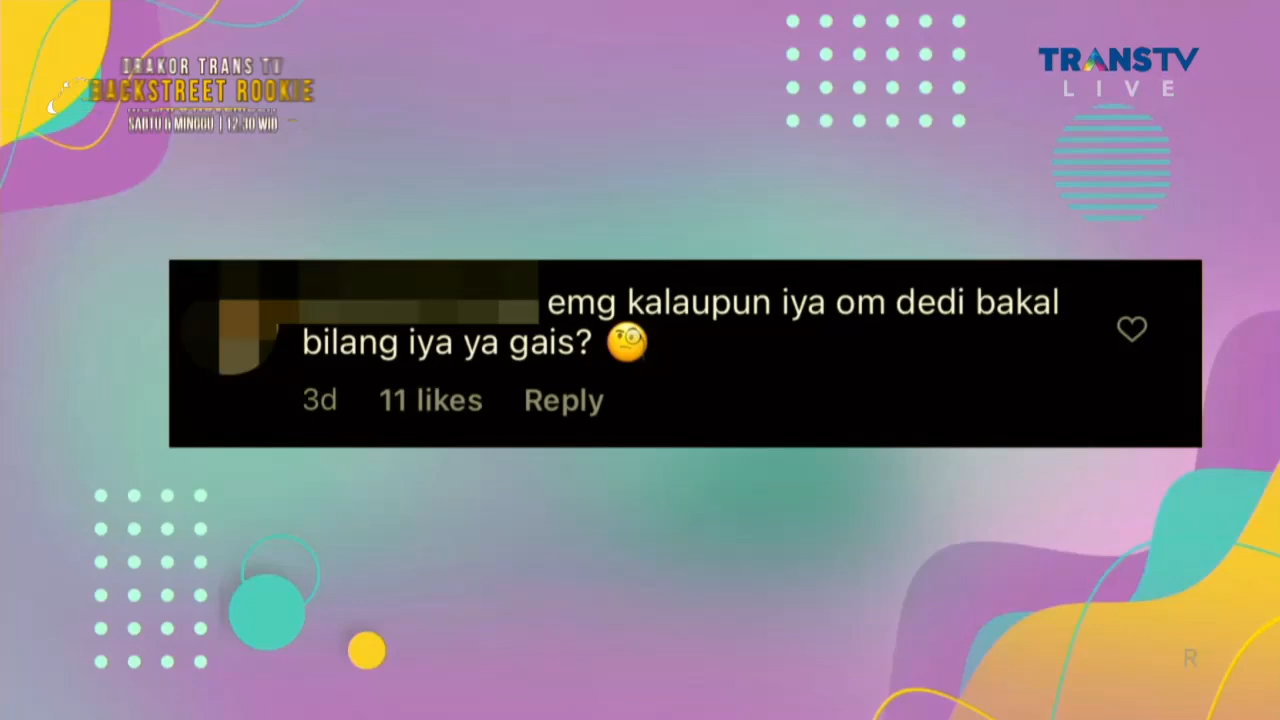 DRAKOR TRANS TV
BACKSTREET ROOKIE
SABTU & MINGGU | 12:30 WIB
TRANSTV
LIVE
emg kalaupun iya om dedi bakal
bilang iya ya gais? 🧐
3d 11 likes Reply
R